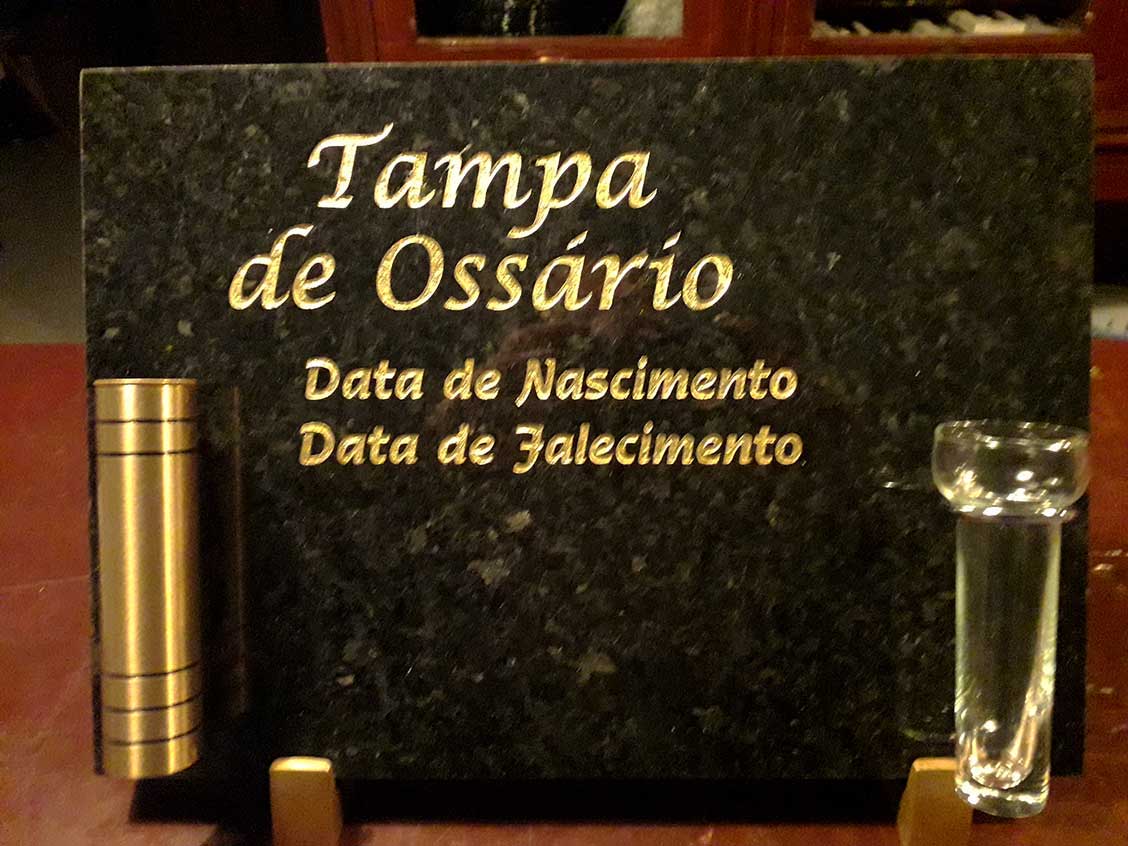 Tampa
de Ossário
Data de Nascimento
Data de Falecimento